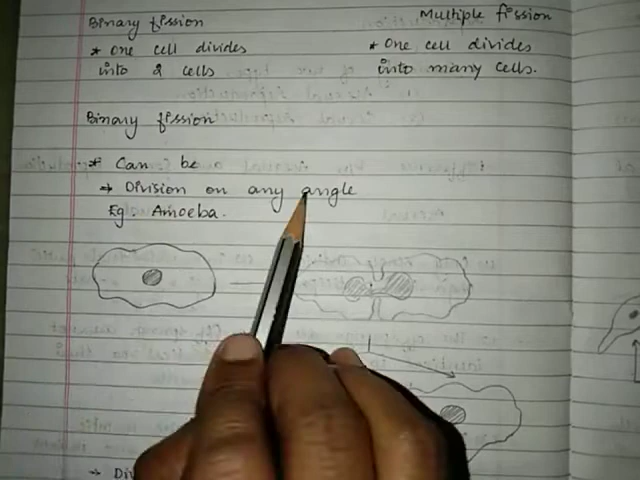 Binary fission
* One cell divides
into 2 cells
Multiple fission
* One cell divides
into many cells.
Binary fission
* Can be
→ Division on any angle
Eg: Amoeba.